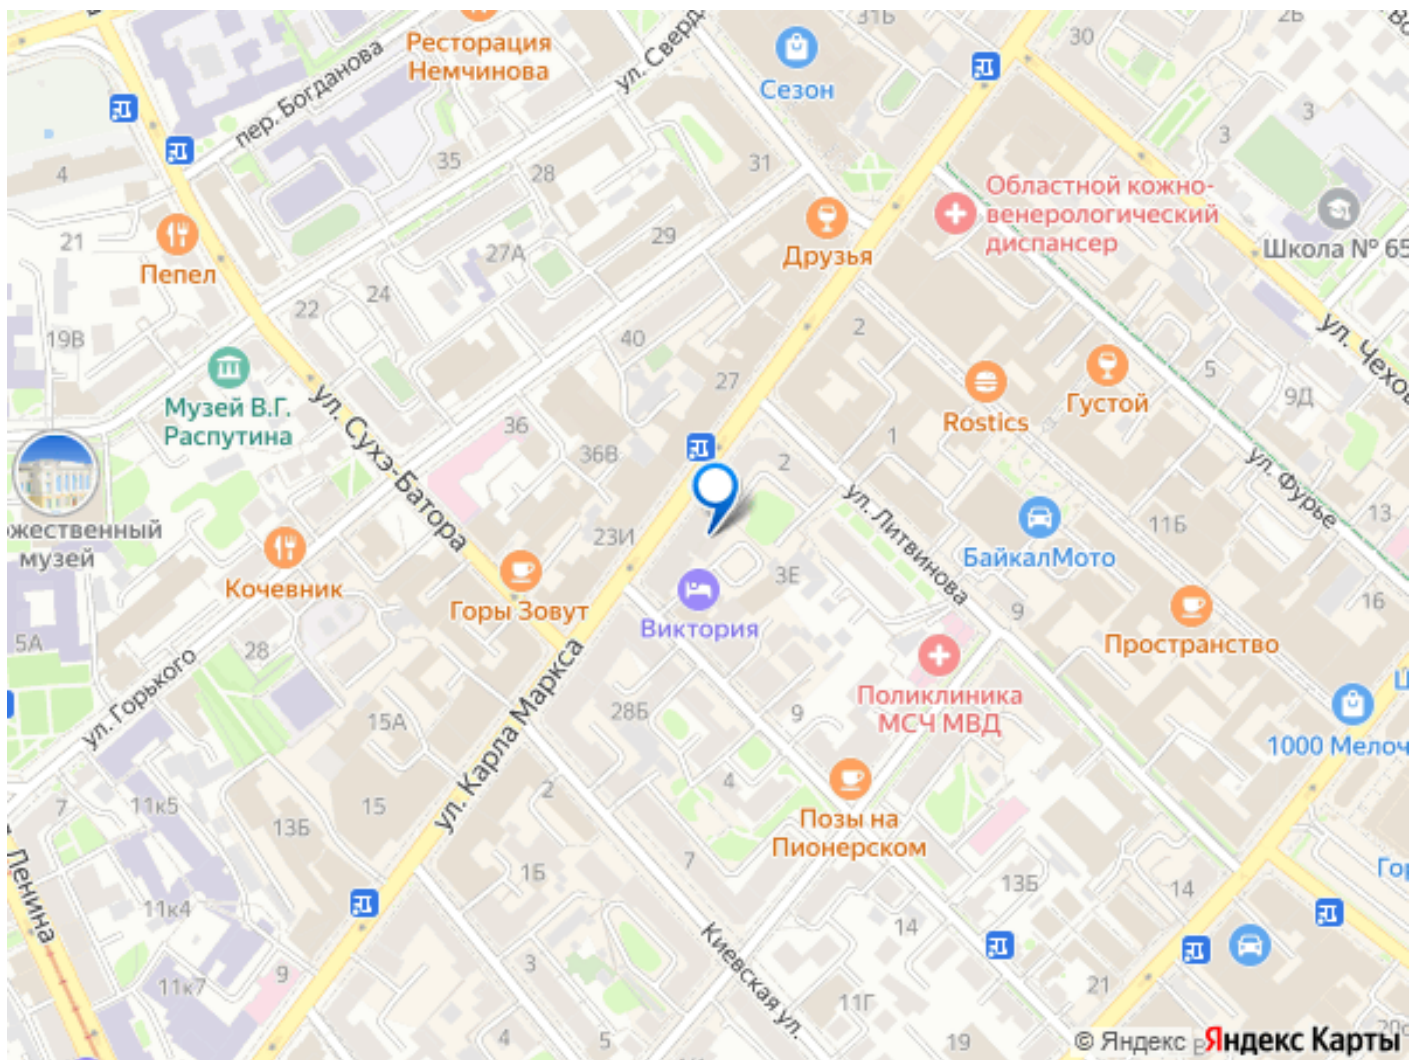 Ресторация
Немчинова
ул. Сверд
31Б
2Б
30
Сезон
пер. Богданова
35
28
31
3
3
4
Областной кожно-
венерологический
диспансер
Школа № 65
21
Пепел
27А
29
Друзья
24
22
19В
40
2
ул. Чехов
Музей В.Г.
Распутина
27
5
9Д
Густой
Rostics
ул. Сухэ-Батора
36
36В
1
2
ул. Фурье
ожественный
музей
23И
ул. Литвинова
11Б
13
БайкалМото
Кочевник
Горы Зовут
3Е
Виктория
9
16
Пространство
5А
28
ул. Горького
ул. Карла Маркса
28Б
15А
9
Поликлиника
МСЧ МВД
1000 Мелоч
7
11к5
13Б
15
2
4
Позы на
Пионерском
Ленина
1Б
7
13Б
14
Гор
11к4
Киевская ул.
14
3
9
11к7
11Г
21
4
5
19
20с
© Яндекс
Яндекс Карты